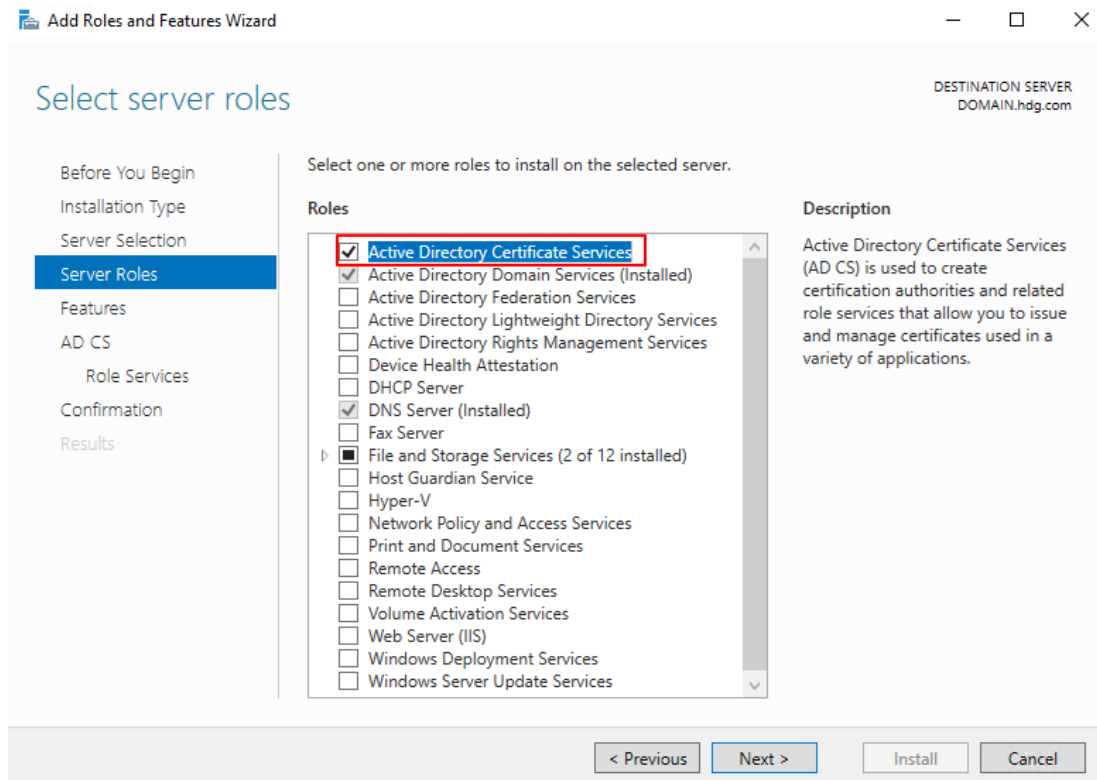 Add Roles and Features Wizard
Select server roles
DESTINATION SERVER
DOMAIN.hdg.com
Before You Begin
Installation Type
Server Selection
Server Roles
Features
AD CS
Role Services
Confirmation
Results
Select one or more roles to install on the selected server.
Roles
Active Directory Certificate Services
Active Directory Domain Services (Installed)
Active Directory Federation Services
Active Directory Lightweight Directory Services
Active Directory Rights Management Services
Device Health Attestation
DHCP Server
DNS Server (Installed)
Fax Server
File and Storage Services (2 of 12 installed)
Host Guardian Service
Hyper-V
Network Policy and Access Services
Print and Document Services
Remote Access
Remote Desktop Services
Volume Activation Services
Web Server (IIS)
Windows Deployment Services
Windows Server Update Services
Description
Active Directory Certificate Services
(AD CS) is used to create
certification authorities and related
role services that allow you to issue
and manage certificates used in a
variety of applications.
< Previous
Next >
Install
Cancel